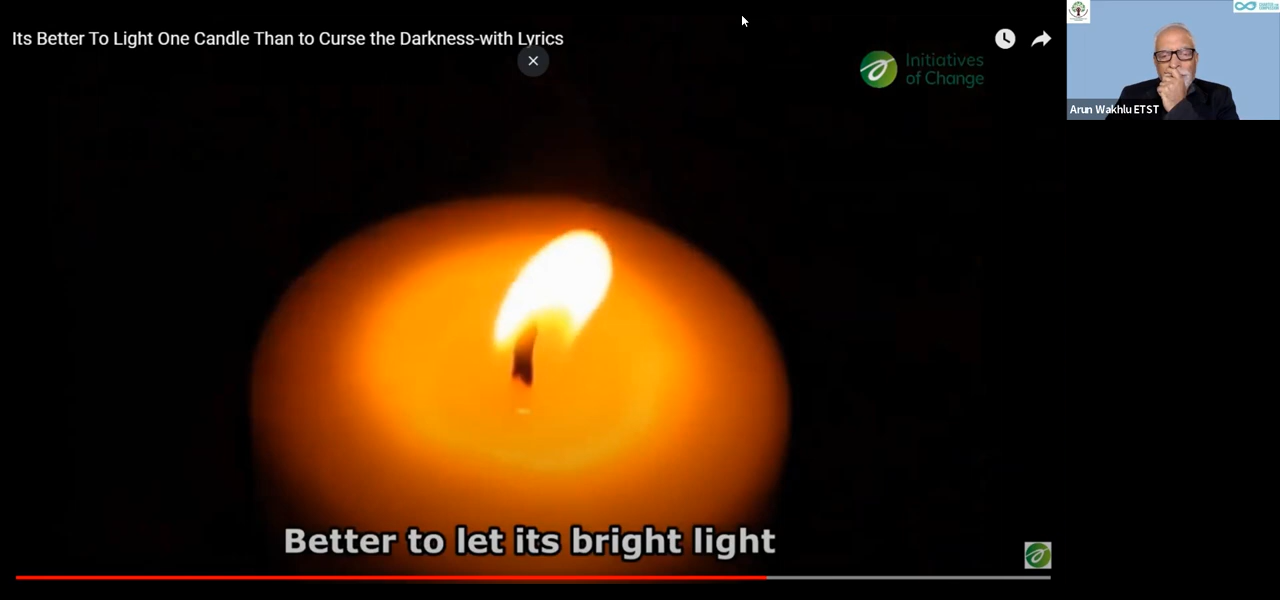 Its Better To Light One Candle Than to Curse the Darkness-with Lyrics
Initiatives
of Change
Arun Wakhlu ETST
Better to let its bright light